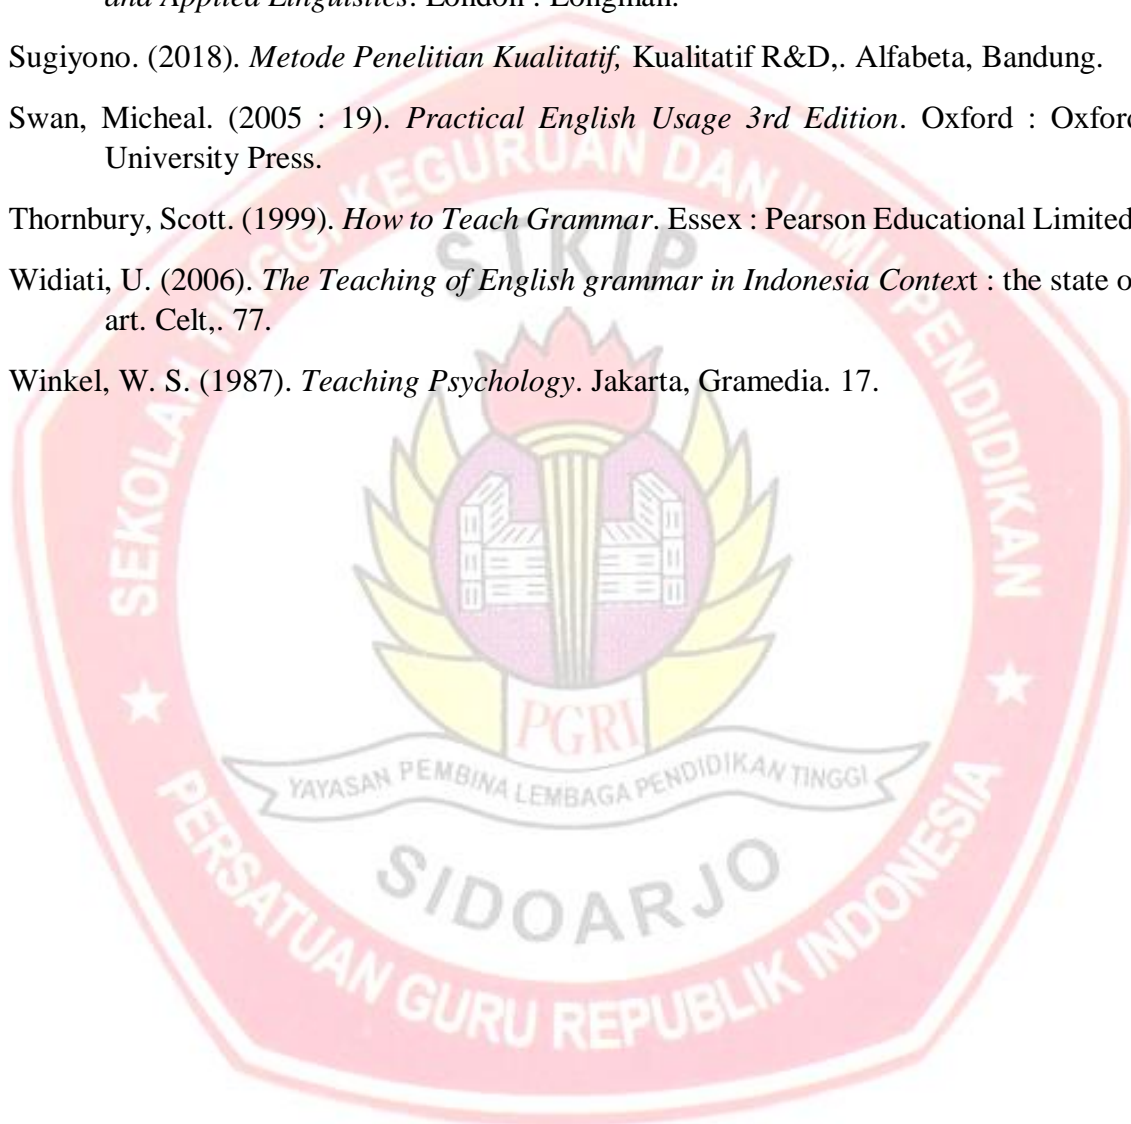 and Applied Linguistics. London : Longman.
Sugiyono. (2018). Metode Penelitian Kualitatif, Kualitatif R&D,. Alfabeta, Bandung.
Swan, Micheal. (2005 : 19). Practical English Usage 3rd Edition. Oxford : Oxford
University Press.
Thornbury, Scott. (1999). How to Teach Grammar. Essex : Pearson Educational Limited
Widiati, U. (2006). The Teaching of English grammar in Indonesia Context : the state o
art. Celt,. 77.
Winkel, W. S. (1987). Teaching Psychology. Jakarta, Gramedia. 17.
SEKOLAH TINGGI KEGURUAN DAN ILMU PENDIDIKAN
STKIP
PGRI
YAYASAN PEMBINA LEMBAGA PENDIDIKAN TINGGI
SIDOARJO
PERSATUAN GURU REPUBLIK INDONESIA